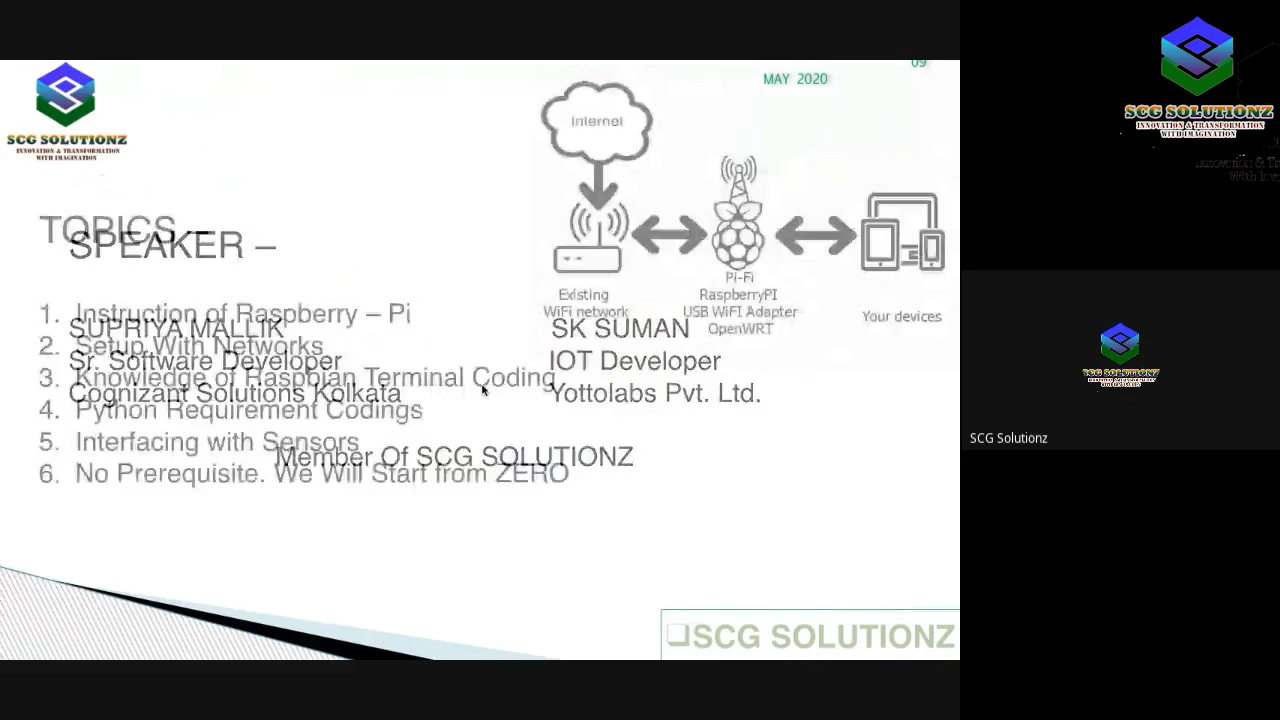 SCG SOLUTIONZ
INNOVATION & TRANSFORMATION
WITH IMAGINATION
09
MAY 2020
Internet
Existing
WiFi network
Pi-Fi
RaspberryPI
USB WiFI Adapter
OpenWRT
Your devices
TOPICS –
SPEAKER –
1. Instruction of Raspberry – Pi
SUPRIYA MALLIK
SK SUMAN
2. Setup With Networks
Sr. Software Developer
IOT Developer
3. Knowledge of Raspbian Terminal Coding
Cognizant Solutions Kolkata
Yottolabs Pvt. Ltd.
4. Python Requirement Codings
5. Interfacing with Sensors
Member Of SCG SOLUTIONZ
6. No Prerequisite. We Will Start from ZERO
❑SCG SOLUTIONZ
SCG SOLUTIONZ
INNOVATION & TRANSFORMATION
WITH IMAGINATION
SCG Solutionz